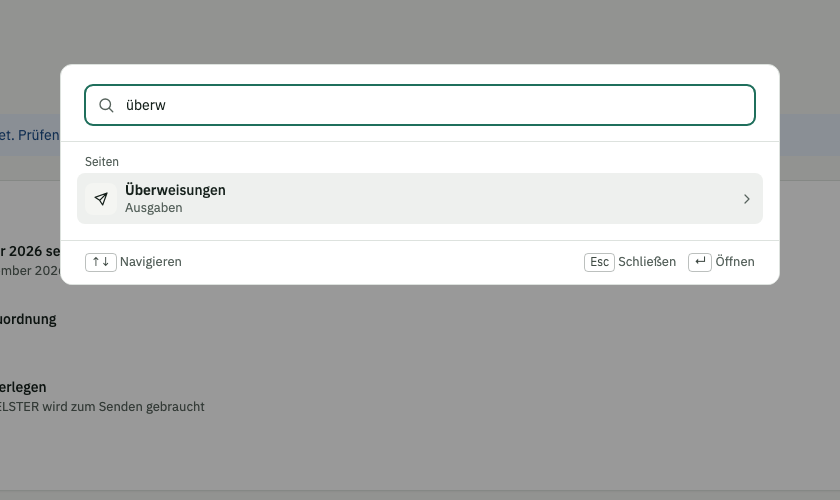 überw
et. Prüfen
Seiten
Überweisungen
Ausgaben
r 2026 se
mber 2026
↑↓ Navigieren
Esc Schließen ↵ Öffnen
uordnung
erlegen
ELSTER wird zum Senden gebraucht